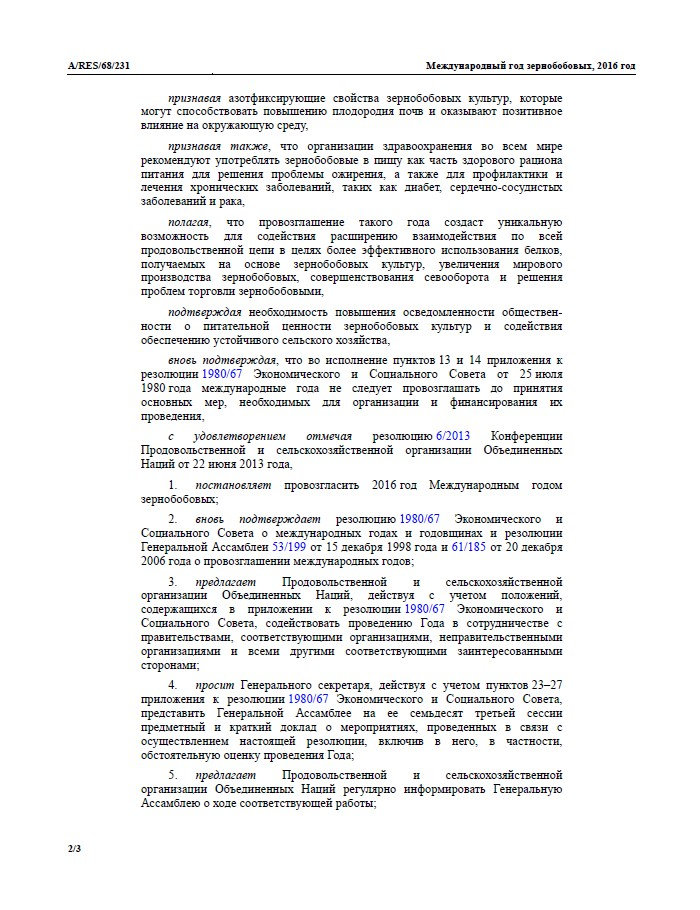 A/RES/68/231 Международный год зернобобовых, 2016 год
признавая азотфиксирующие свойства зернобобовых культур, которые
могут способствовать повышению плодородия почв и оказывают позитивное
влияние на окружающую среду,
признавая также, что организации здравоохранения во всем мире
рекомендуют употреблять зернобобовые в пищу как часть здорового рациона
питания для решения проблемы ожирения, а также для профилактики и
лечения хронических заболеваний, таких как диабет, сердечно-сосудистых
заболеваний и рака,
полагая, что провозглашение такого года создаст уникальную
возможность для содействия расширению взаимодействия по всей
продовольственной цепи в целях более эффективного использования белков,
получаемых на основе зернобобовых культур, увеличения мирового
производства зернобобовых, совершенствования севооборота и решения
проблем торговли зернобобовыми,
подтверждая необходимость повышения осведомленности обществен-
ности о питательной ценности зернобобовых культур и содействия
обеспечению устойчивого сельского хозяйства,
вновь подтверждая, что во исполнение пунктов 13 и 14 приложения к
резолюции 1980/67 Экономического и Социального Совета от 25 июля
1980 года международные годы не следует провозглашать до принятия
основных мер, необходимых для организации и финансирования их
проведения,
с удовлетворением отмечая резолюцию 6/2013 Конференции
Продовольственной и сельскохозяйственной организации Объединенных
Наций от 22 июня 2013 года,
1. постановляет провозгласить 2016 год Международным годом
зернобобовых;
2. вновь подтверждает резолюцию 1980/67 Экономического и
Социального Совета о международных годах и годовщинах и резолюции
Генеральной Ассамблеи 53/199 от 15 декабря 1998 года и 61/185 от 20 декабря
2006 года о провозглашении международных годов;
3. предлагает Продовольственной и сельскохозяйственной
организации Объединенных Наций, действуя с учетом положений,
содержащихся в приложении к резолюции 1980/67 Экономического и
Социального Совета, содействовать проведению Года в сотрудничестве с
правительствами, соответствующими организациями, неправительственными
организациями и всеми другими соответствующими заинтересованными
сторонами;
4. просит Генерального секретаря, действуя с учетом пунктов 23–27
приложения к резолюции 1980/67 Экономического и Социального Совета,
представить Генеральной Ассамблее на ее семьдесят третьей сессии
предметный и краткий доклад о мероприятиях, проведенных в связи с
осуществлением настоящей резолюции, включив в него, в частности,
обстоятельную оценку проведения Года;
5. предлагает Продовольственной и сельскохозяйственной
организации Объединенных Наций регулярно информировать Генеральную
Ассамблею о ходе соответствующей работы;
2/3